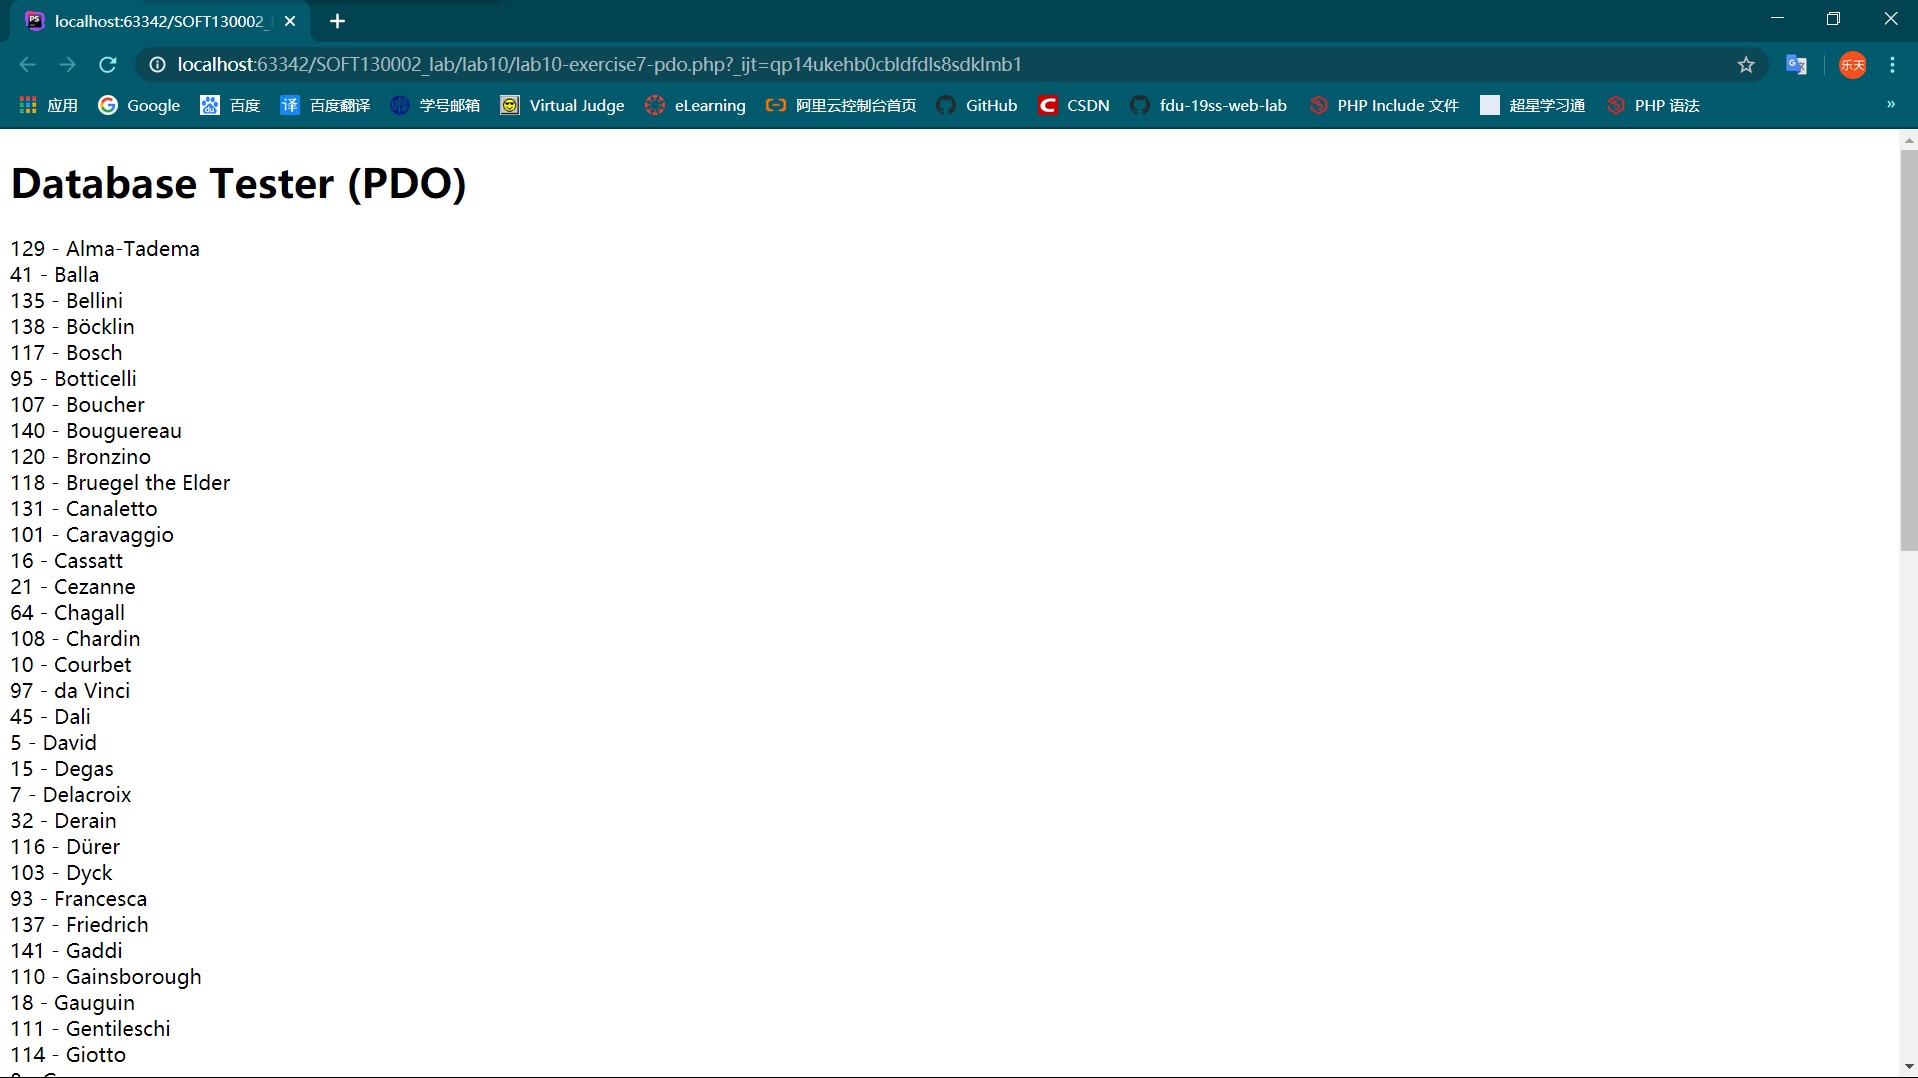 localhost:63342/SOFT130002_
localhost:63342/SOFT130002_lab/lab10/lab10-exercise7-pdo.php?_ijt=qp14ukehb0cbldfdls8sdklmb1
乐天
应用 Google 百度 译 百度翻译 学号邮箱 Virtual Judge eLearning 阿里云控制台首页 GitHub CSDN fdu-19ss-web-lab PHP Include 文件 超星学习通 PHP 语法 »
Database Tester (PDO)
129 - Alma-Tadema
41 - Balla
135 - Bellini
138 - Böcklin
117 - Bosch
95 - Botticelli
107 - Boucher
140 - Bouguereau
120 - Bronzino
118 - Bruegel the Elder
131 - Canaletto
101 - Caravaggio
16 - Cassatt
21 - Cezanne
64 - Chagall
108 - Chardin
10 - Courbet
97 - da Vinci
45 - Dali
5 - David
15 - Degas
7 - Delacroix
32 - Derain
116 - Dürer
103 - Dyck
93 - Francesca
137 - Friedrich
141 - Gaddi
110 - Gainsborough
18 - Gauguin
111 - Gentileschi
114 - Giotto